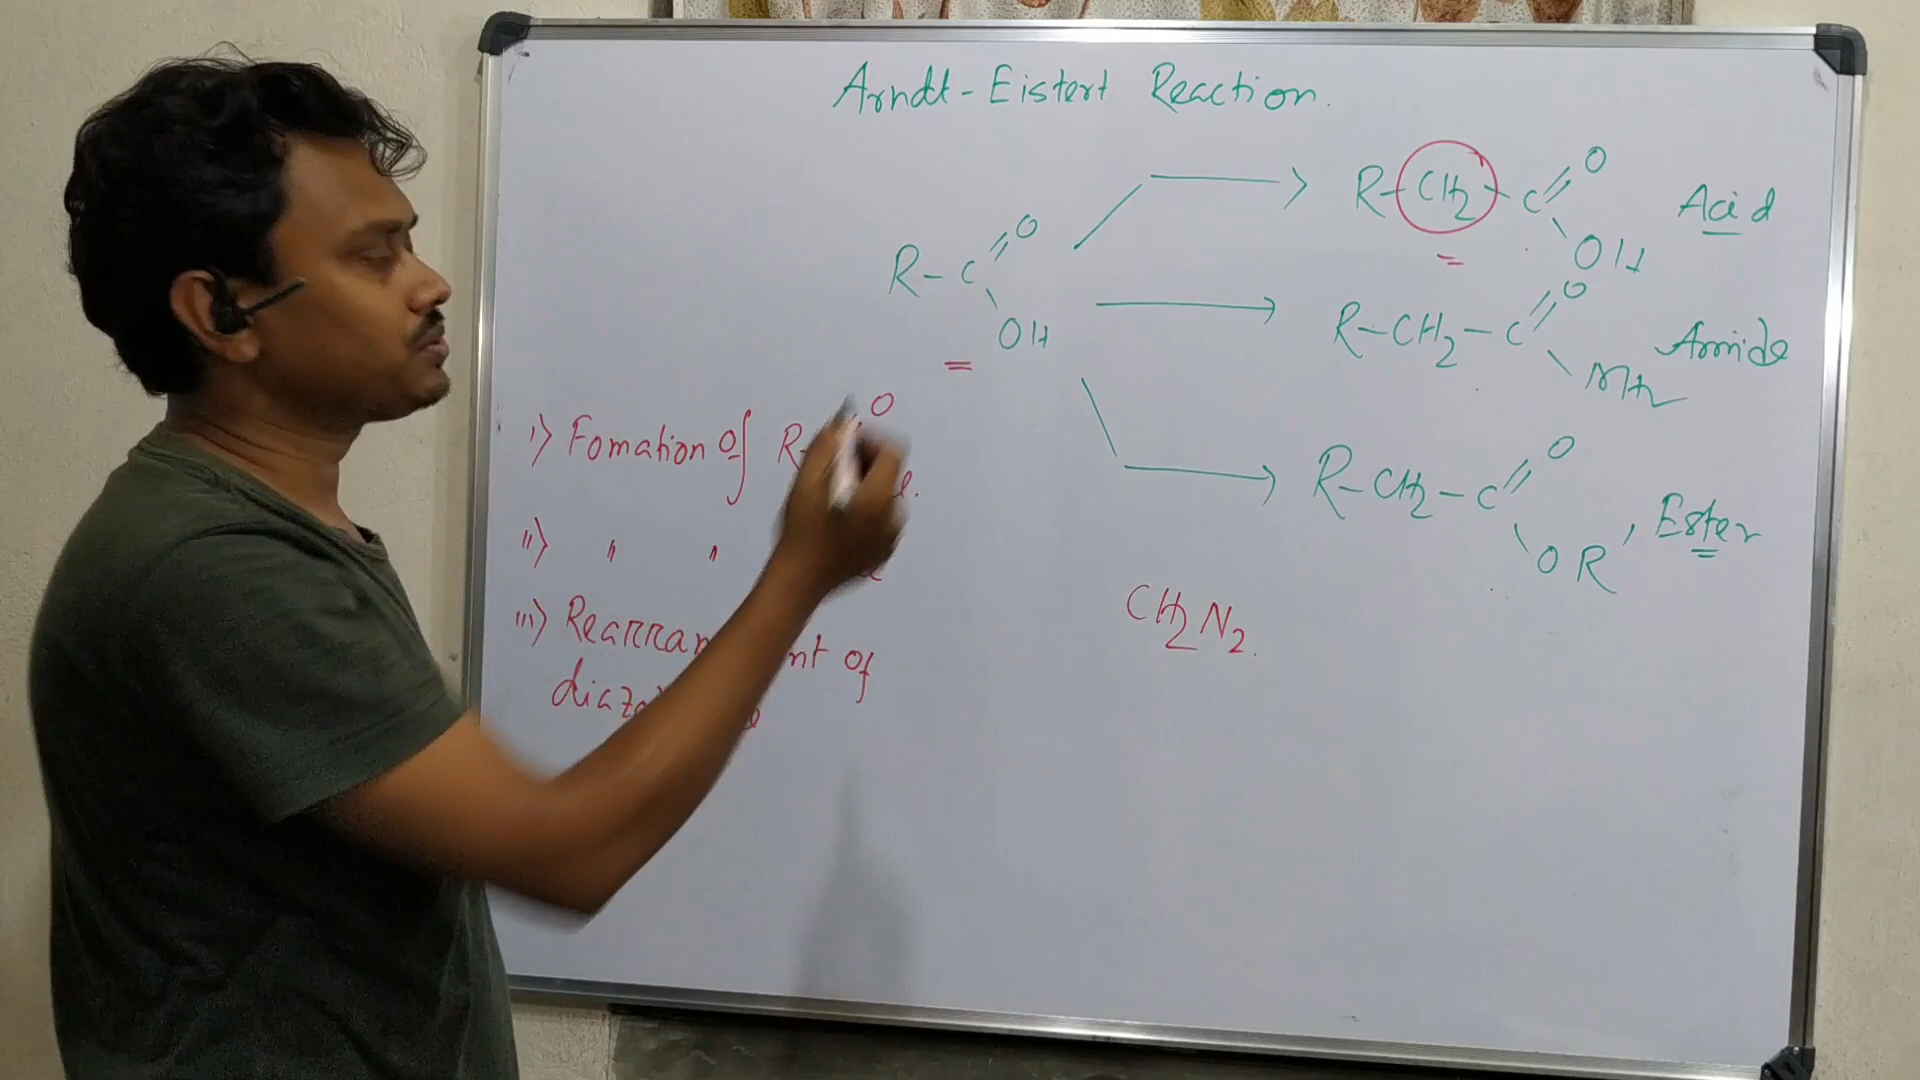 Arndt-Eistert Reaction.
R-CH2-C=O
OH
Acid
R-C=O
OH
R-CH2-C=O
NH2
Amide
R-CH2-C=O
OR'
Ester
i) Fomation of R- O
l.
ii) " "
iii) Rearran nt of
CH2N2.